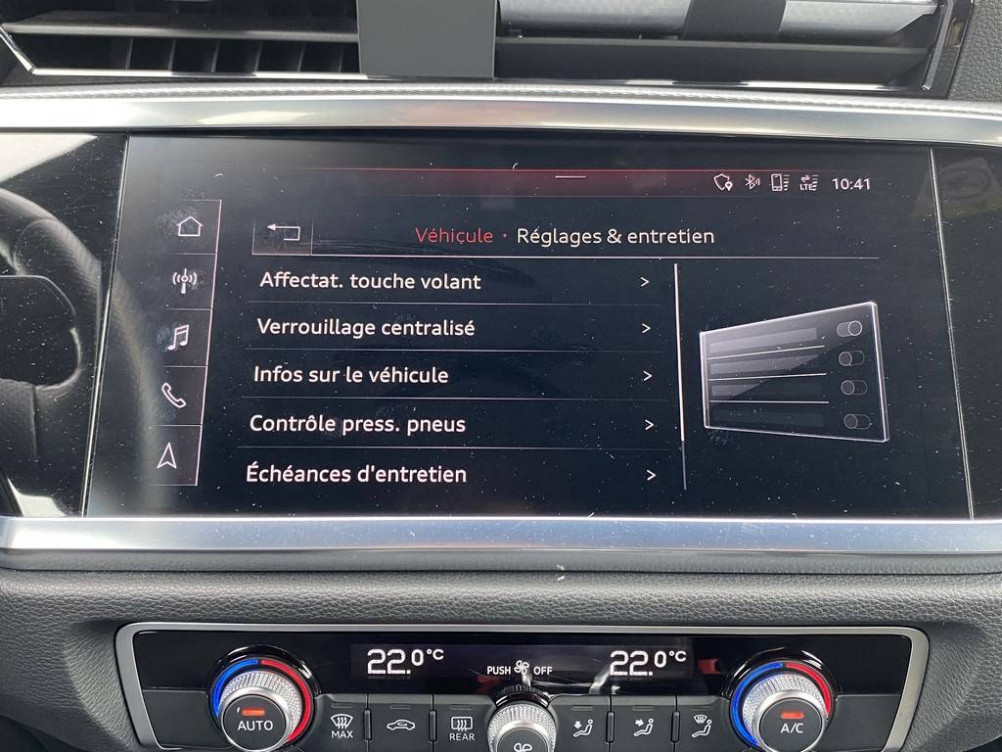 LTE 10:41
Véhicule · Réglages & entretien
Affectat. touche volant >
Verrouillage centralisé >
Infos sur le véhicule >
Contrôle press. pneus >
Échéances d'entretien >
22.0°C PUSH OFF 22.0°C
AUTO MAX REAR A/C